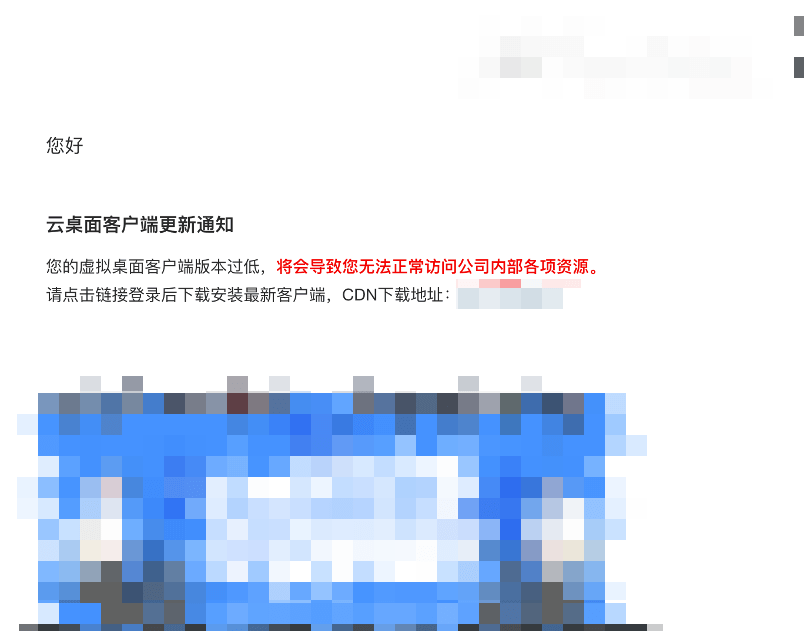 您好
云桌面客户端更新通知
您的虚拟桌面客户端版本过低，将会导致您无法正常访问公司内部各项资源。
请点击链接登录后下载安装最新客户端，CDN下载地址：